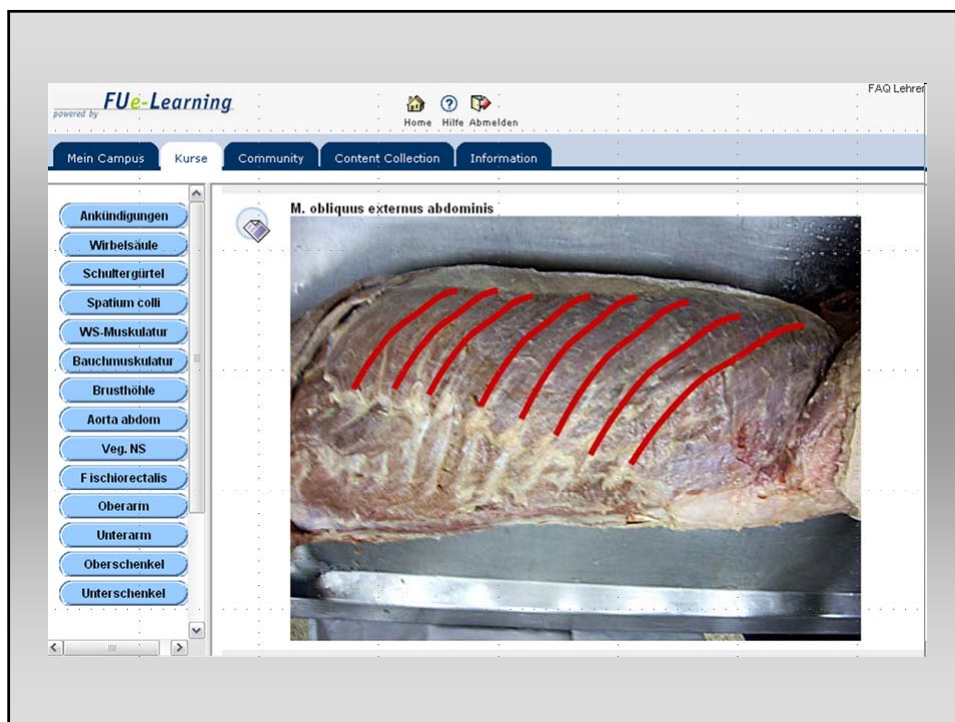 FUe-Learning
powered by
Home Hilfe Abmelden
FAQ Lehrer
Mein Campus Kurse Community Content Collection Information
Ankündigungen
Wirbelsäule
Schultergürtel
Spatium colli
WS-Muskulatur
Bauchmuskulatur
Brusthöhle
Aorta abdom
Veg. NS
F ischiorectalis
Oberarm
Unterarm
Oberschenkel
Unterschenkel
M. obliquus externus abdominis